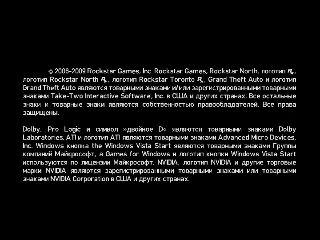 © 2006-2009 Rockstar Games, Inc. Rockstar Games, Rockstar North, логотип R★,
логотип Rockstar North R★, логотип Rockstar Toronto R★, Grand Theft Auto и логотип
Grand Theft Auto являются товарными знаками и/или зарегистрированными товарными
знаками Take-Two Interactive Software, Inc. в США и других странах. Все остальные
знаки и товарные знаки являются собственностью правообладателей. Все права
защищены.
Dolby, Pro Logic и символ »двойное D» являются товарными знаками Dolby
Laboratories. ATI и логотип ATI являются товарными знаками Advanced Micro Devices,
Inc. Windows кнопка the Windows Vista Start являются товарными знаками Группы
компаний Майкрософт, а Games for Windows и логотип кнопки Windows Vista Start
используются по лицензии Майкрософт. NVIDIA, логотип NVIDIA и другие торговые
марки NVIDIA являются зарегистрированными товарными знаками или товарными
знаками NVIDIA Corporation в США и других странах.